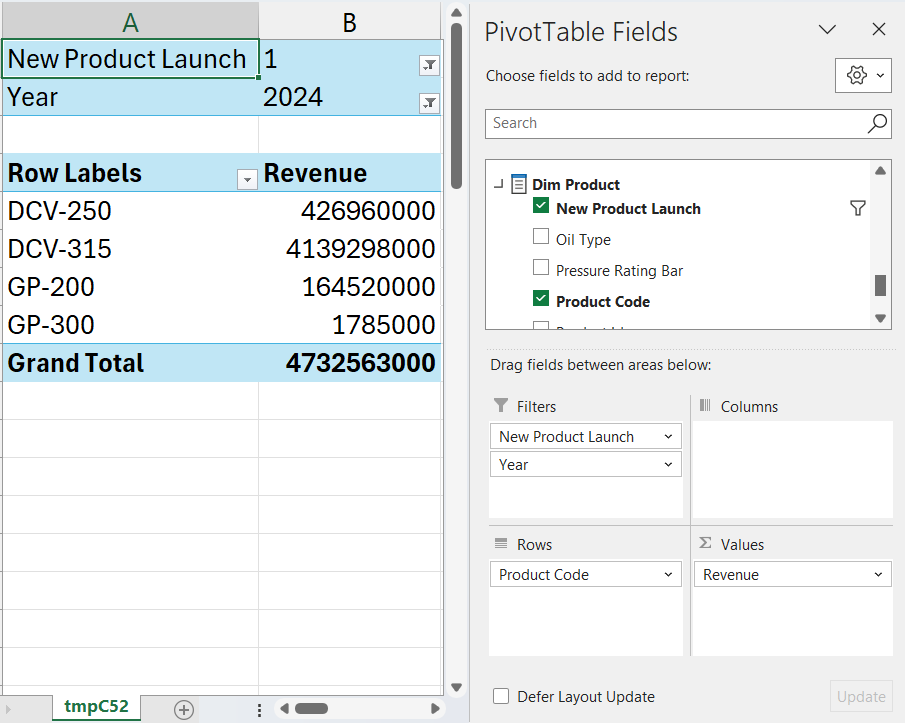 A B
New Product Launch 1
Year 2024
Row Labels Revenue
DCV-250 426960000
DCV-315 4139298000
GP-200 164520000
GP-300 1785000
Grand Total 4732563000
tmpC52
PivotTable Fields
Choose fields to add to report:
Search
Dim Product
New Product Launch
Oil Type
Pressure Rating Bar
Product Code
Drag fields between areas below:
Filters
New Product Launch
Year
Columns
Rows
Product Code
Values
Revenue
Defer Layout Update
Update